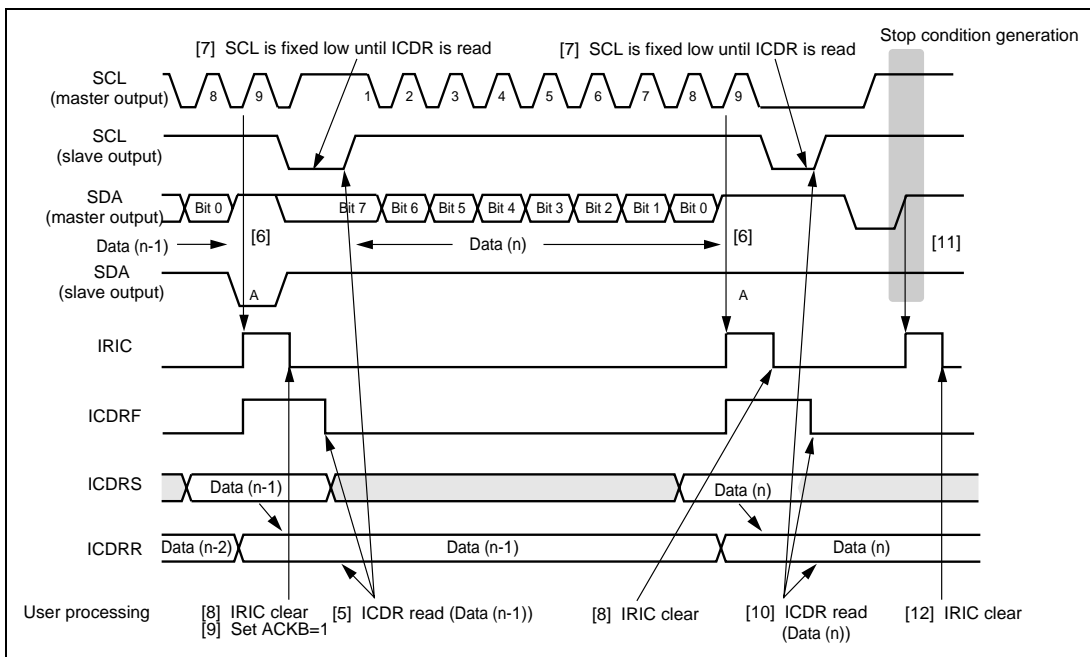 Stop condition generation
[7] SCL is fixed low until ICDR is read
[7] SCL is fixed low until ICDR is read
SCL
(master output)
8
9
1
2
3
4
5
6
7
8
9
SCL
(slave output)
SDA
(master output)
Bit 0
Bit 7
Bit 6
Bit 5
Bit 4
Bit 3
Bit 2
Bit 1
Bit 0
Data (n-1)
[6]
Data (n)
[6]
[11]
SDA
(slave output)
A
A
IRIC
ICDRF
ICDRS
Data (n-1)
Data (n)
ICDRR
Data (n-2)
Data (n-1)
Data (n)
User processing
[8] IRIC clear
[9] Set ACKB=1
[5] ICDR read (Data (n-1))
[8] IRIC clear
[10] ICDR read
(Data (n))
[12] IRIC clear